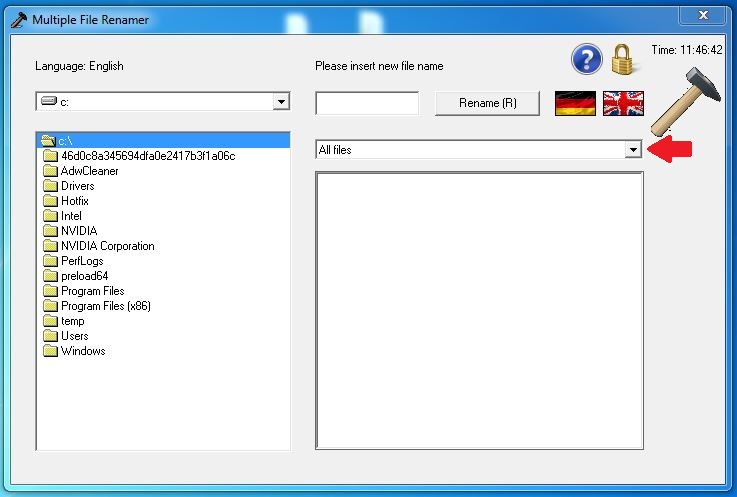 Multiple File Renamer
Time: 11:46:42
Language: English
Please insert new file name
c:
Rename (R)
All files
c:\
46d0c8a345694dfa0e2417b3f1a06c
AdwCleaner
Drivers
Hotfix
Intel
NVIDIA
NVIDIA Corporation
PerfLogs
preload64
Program Files
Program Files (x86)
temp
Users
Windows